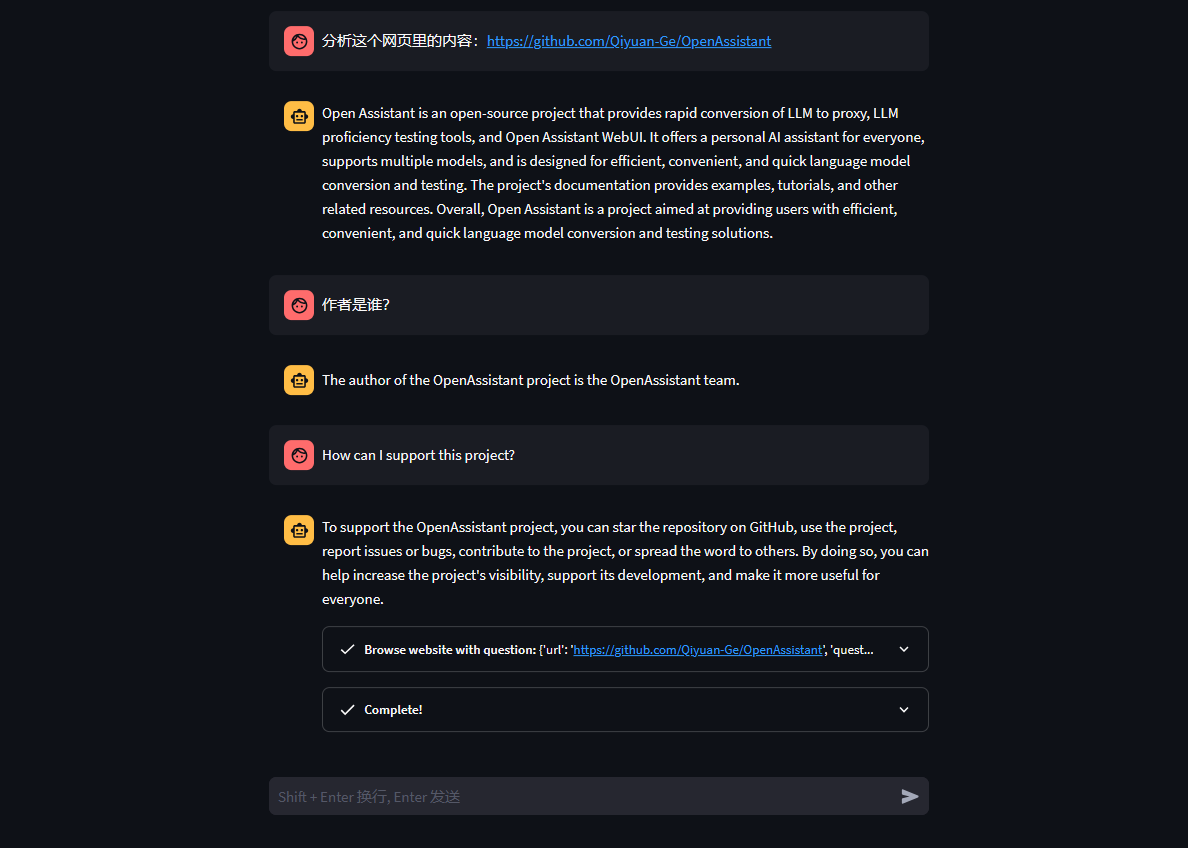 分析这个网页里的内容：https://github.com/Qiyuan-Ge/OpenAssistant
Open Assistant is an open-source project that provides rapid conversion of LLM to proxy, LLM
proficiency testing tools, and Open Assistant WebUI. It offers a personal AI assistant for everyone,
supports multiple models, and is designed for efficient, convenient, and quick language model
conversion and testing. The project's documentation provides examples, tutorials, and other
related resources. Overall, Open Assistant is a project aimed at providing users with efficient,
convenient, and quick language model conversion and testing solutions.
作者是谁？
The author of the OpenAssistant project is the OpenAssistant team.
How can I support this project?
To support the OpenAssistant project, you can star the repository on GitHub, use the project,
report issues or bugs, contribute to the project, or spread the word to others. By doing so, you can
help increase the project's visibility, support its development, and make it more useful for
everyone.
Browse website with question: {'url': 'https://github.com/Qiyuan-Ge/OpenAssistant', 'quest...
Complete!
Shift + Enter 换行, Enter 发送